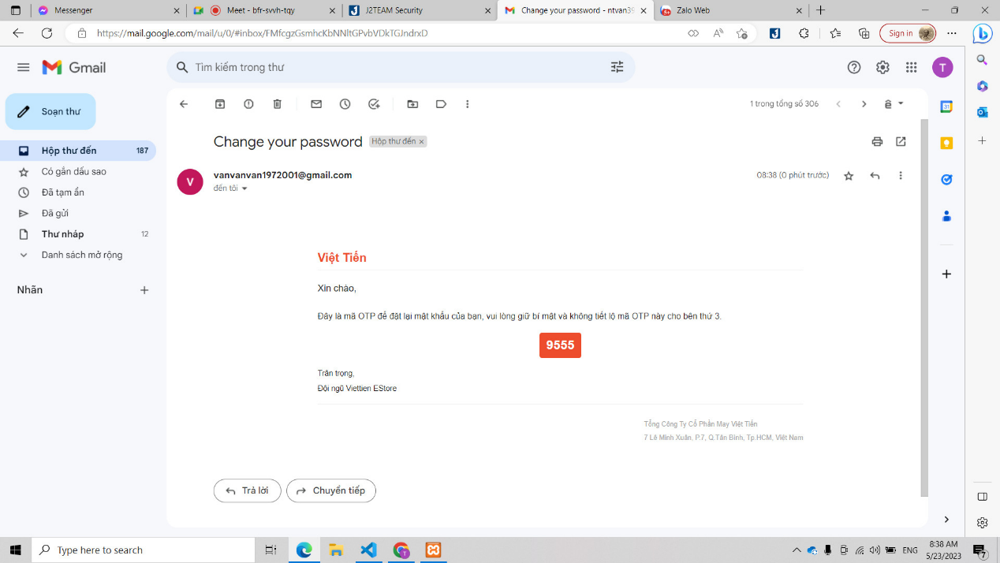 Messenger
Meet - bfr-svvh-tqy
J2TEAM Security
Change your password - ntvan39
Zalo Web
https://mail.google.com/mail/u/0/#inbox/FMfcgzGsmhcKbNNltGPvbVDkTGJndrxD
Sign in
Gmail
Tìm kiếm trong thư
T
Soạn thư
1 trong tổng số 306
Hộp thư đến 187
Có gắn dấu sao
Đã tạm ẩn
Đã gửi
Thư nháp 12
Danh sách mở rộng
Nhãn
Change your password Hộp thư đến
V
vanvanvan1972001@gmail.com
08:38 (0 phút trước)
đến tôi
Việt Tiến
Xin chào,
Đây là mã OTP để đặt lại mật khẩu của bạn, vui lòng giữ bí mật và không tiết lộ mã OTP này cho bên thứ 3.
9555
Trân trọng,
Đội ngũ Viettien EStore
Tổng Công Ty Cổ Phần May Việt Tiến
7 Lê Minh Xuân, P.7, Q.Tân Bình, Tp.HCM, Việt Nam
Trả lời
Chuyển tiếp
31
Type here to search
ENG
8:38 AM
5/23/2023
7